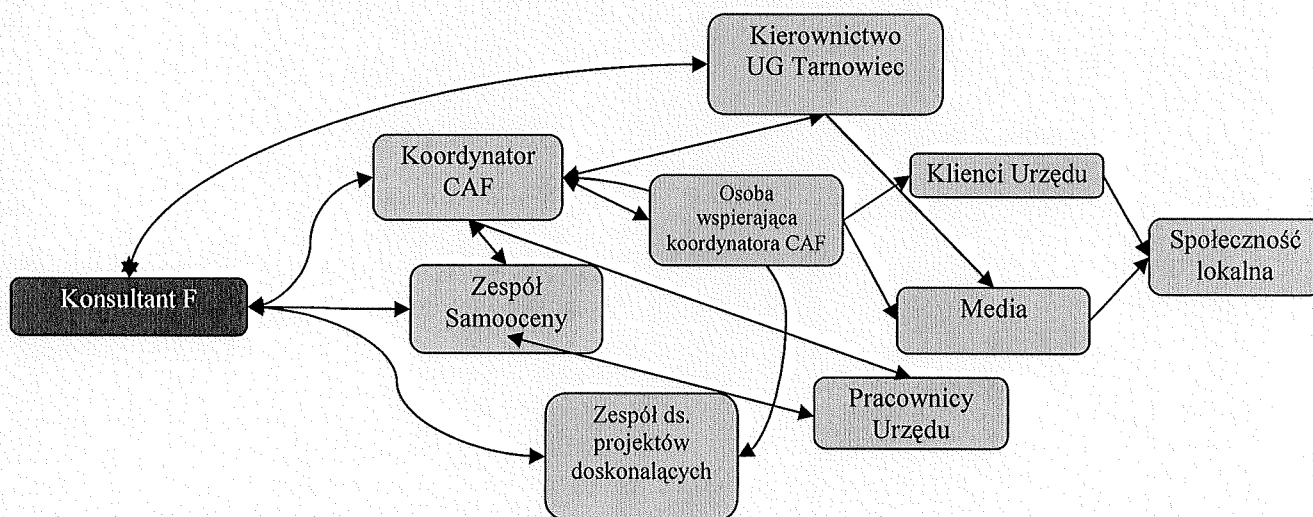 Kierownictwo
UG Tarnowiec
Koordynator
CAF
Osoba
wspierająca
koordynatora CAF
Klienci Urzędu
Społeczność
lokalna
Konsultant F
Zespół
Samooceny
Media
Pracownicy
Urzędu
Zespół ds.
projektów
doskonalących